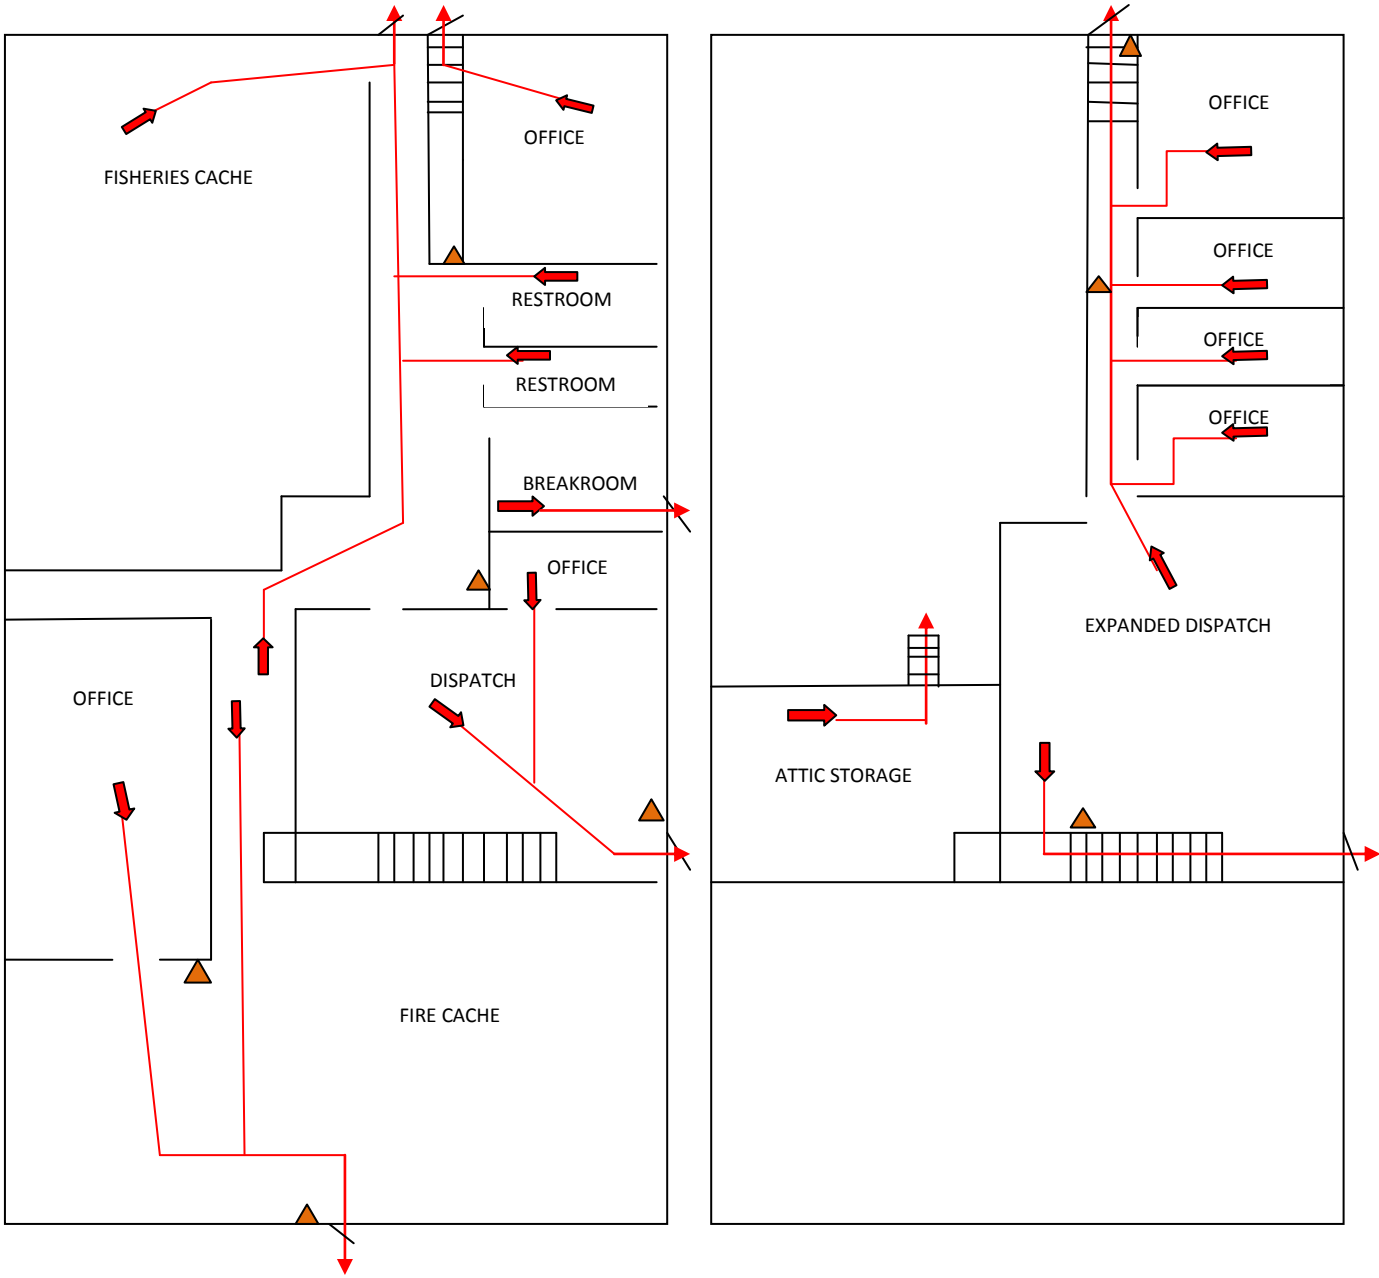 OFFICE
FISHERIES CACHE
RESTROOM
RESTROOM
BREAKROOM
OFFICE
DISPATCH
OFFICE
FIRE CACHE
OFFICE
OFFICE
OFFICE
OFFICE
EXPANDED DISPATCH
ATTIC STORAGE